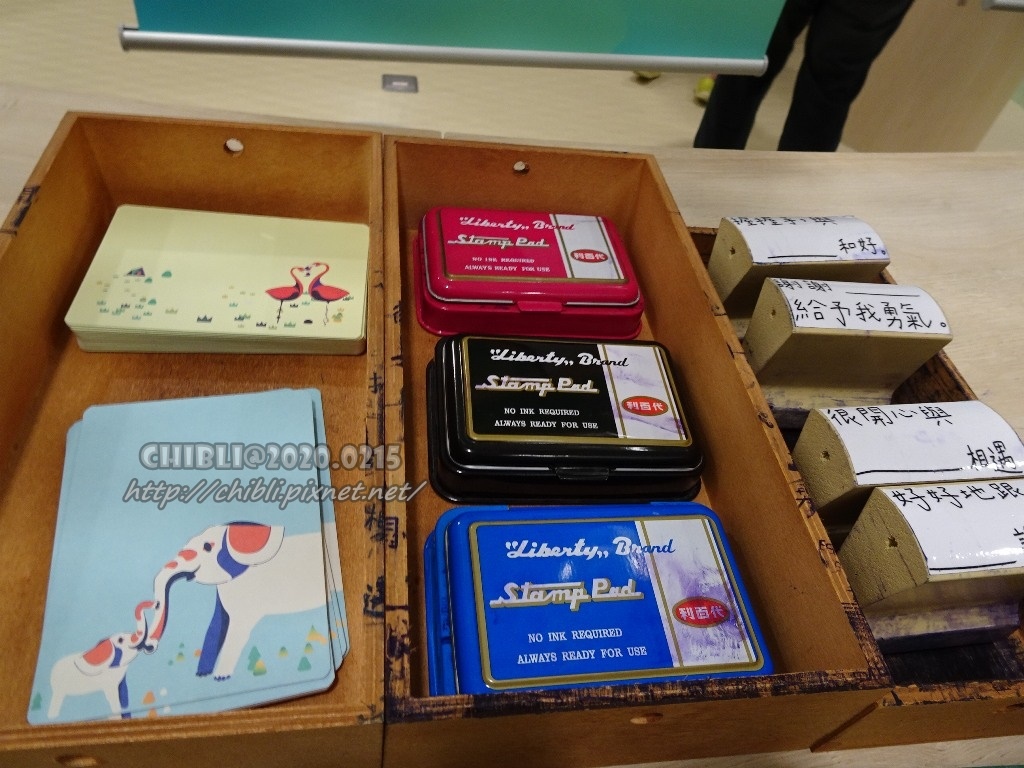 CHIBLI@2020.0215
http://chibli.pixnet.net/
"Liberty" Brand
Stamp Pad
NO INK REQUIRED
ALWAYS READY FOR USE
利百代
"Liberty" Brand
Stamp Pad
NO INK REQUIRED
ALWAYS READY FOR USE
利百代
"Liberty" Brand
Stamp Pad
NO INK REQUIRED
ALWAYS READY FOR USE
利百代
和好。
謝謝
給予我勇氣。
很開心與
相遇
好好地跟